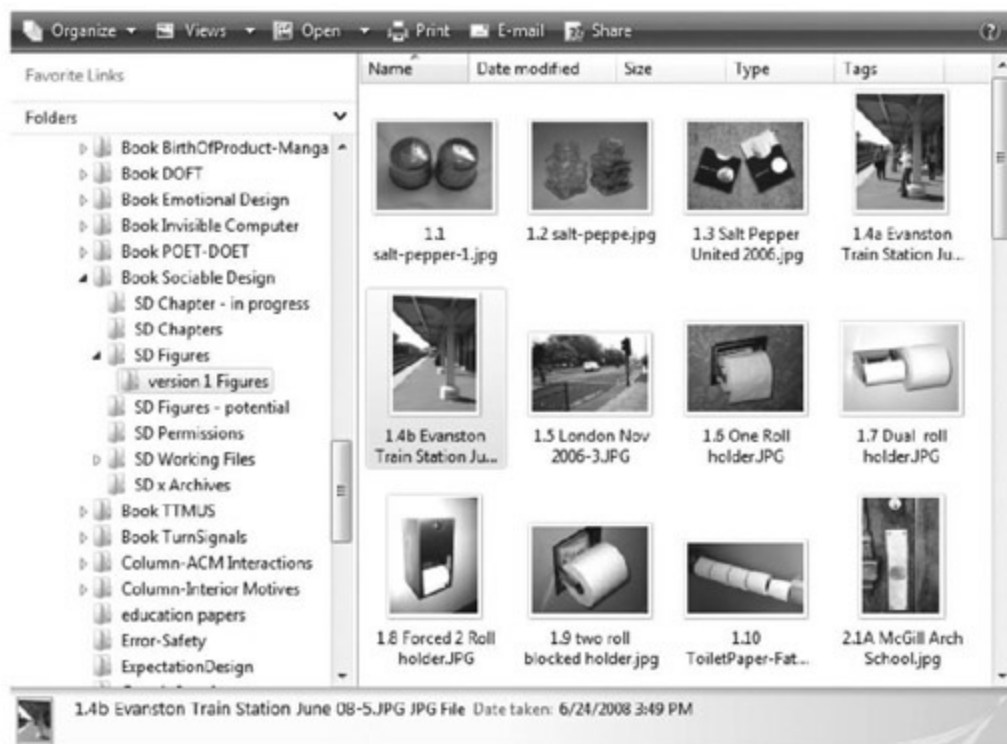 Organize Views Open Print E-mail Share
Favorite Links
Folders
Book BirthOfProduct-Manga
Book DOFT
Book Emotional Design
Book Invisible Computer
Book POET-DOET
Book Sociable Design
SD Chapter - in progress
SD Chapters
SD Figures
version 1 Figures
SD Figures - potential
SD Permissions
SD Working Files
SD x Archives
Book TTMUS
Book TurnSignals
Column-ACM Interactions
Column-Interior Motives
education papers
Error-Safety
ExpectationDesign
Name Date modified Size Type Tags
1.1
salt-pepper-1.jpg
1.2 salt-peppe.jpg
1.3 Salt Pepper
United 2006.jpg
1.4a Evanston
Train Station Ju...
1.4b Evanston
Train Station Ju...
1.5 London Nov
2006-3.JPG
1.6 One Roll
holder.JPG
1.7 Dual roll
holder.JPG
1.8 Forced 2 Roll
holder.JPG
1.9 two roll
blocked holder.jpg
1.10
ToiletPaper-Fat...
2.1A McGill Arch
School.jpg
1.4b Evanston Train Station June 08-5.JPG JPG File Date taken: 6/24/2008 3:49 PM